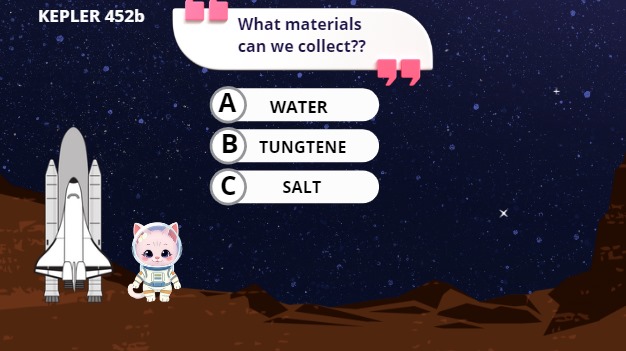 KEPLER 452b
What materials
can we collect??
A WATER
B TUNGTENE
C SALT